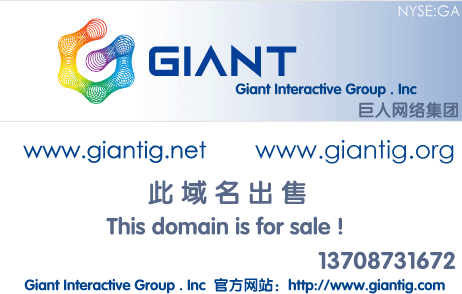 NYSE:GA
GIANT
Giant Interactive Group . Inc
巨人网络集团
www.giantig.net www.giantig.org
此域名出售
This domain is for sale !
13708731672
Giant Interactive Group . Inc 官方网站：http://www.giantig.com